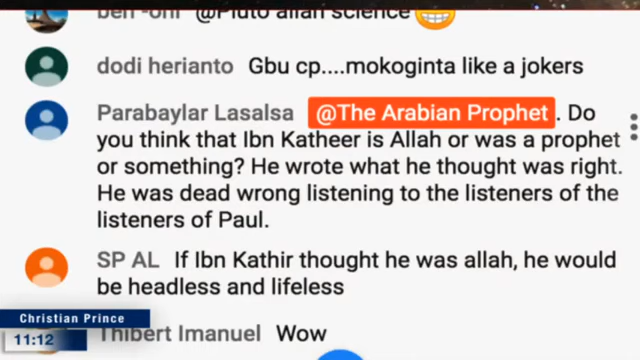 ben -oni @Pluto allah science
dodi herianto Gbu cp....mokoginta like a jokers
Parabaylar Lasalsa @The Arabian Prophet . Do
you think that Ibn Katheer is Allah or was a prophet
or something? He wrote what he thought was right.
He was dead wrong listening to the listeners of the
listeners of Paul.
SP AL If Ibn Kathir thought he was allah, he would
be headless and lifeless
Christian Prince
11:12
Thibert Imanuel Wow